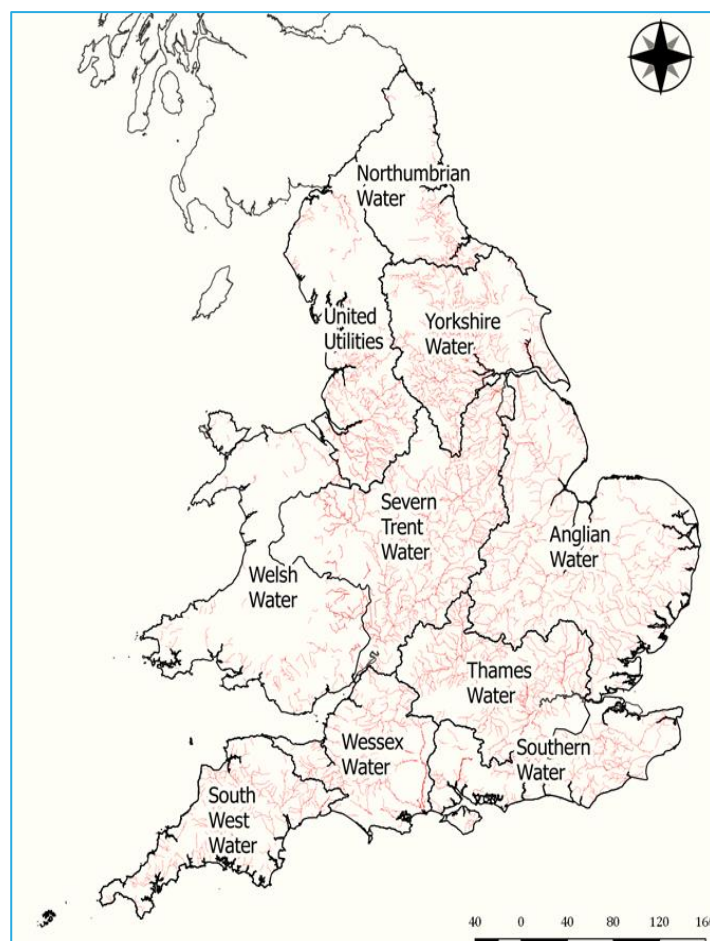 Northumbrian
Water
United
Utilities
Yorkshire
Water
Severn
Trent
Water
Anglian
Water
Welsh
Water
Thames
Water
Wessex
Water
Southern
Water
South
West
Water
40 0 40 80 120 160